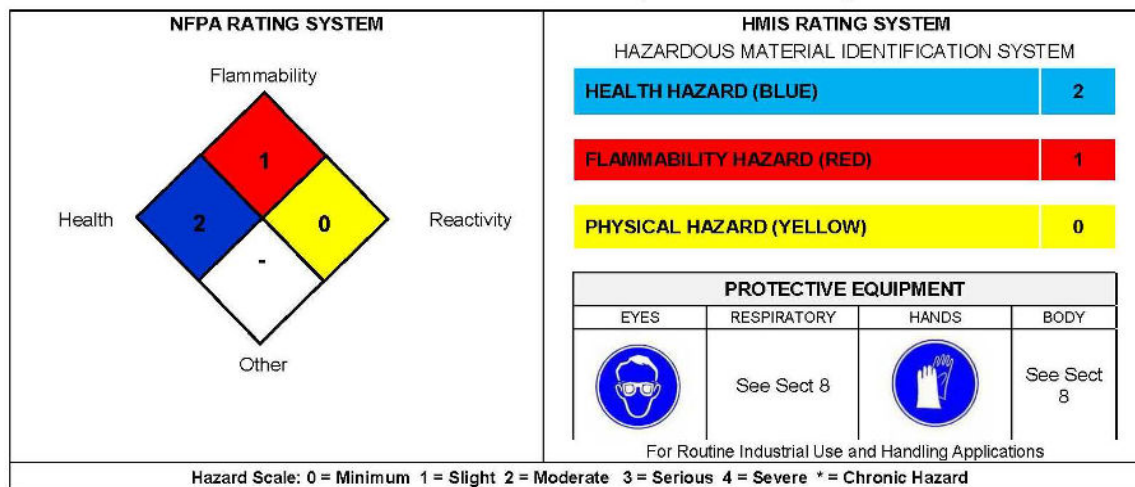 NFPA RATING SYSTEM
Flammability
1
Health
2
0
Reactivity
-
Other
HMIS RATING SYSTEM
HAZARDOUS MATERIAL IDENTIFICATION SYSTEM
HEALTH HAZARD (BLUE) 2
FLAMMABILITY HAZARD (RED) 1
PHYSICAL HAZARD (YELLOW) 0
PROTECTIVE EQUIPMENT
EYES RESPIRATORY HANDS BODY
See Sect 8
See Sect
8
For Routine Industrial Use and Handling Applications
Hazard Scale: 0 = Minimum 1 = Slight 2 = Moderate 3 = Serious 4 = Severe * = Chronic Hazard